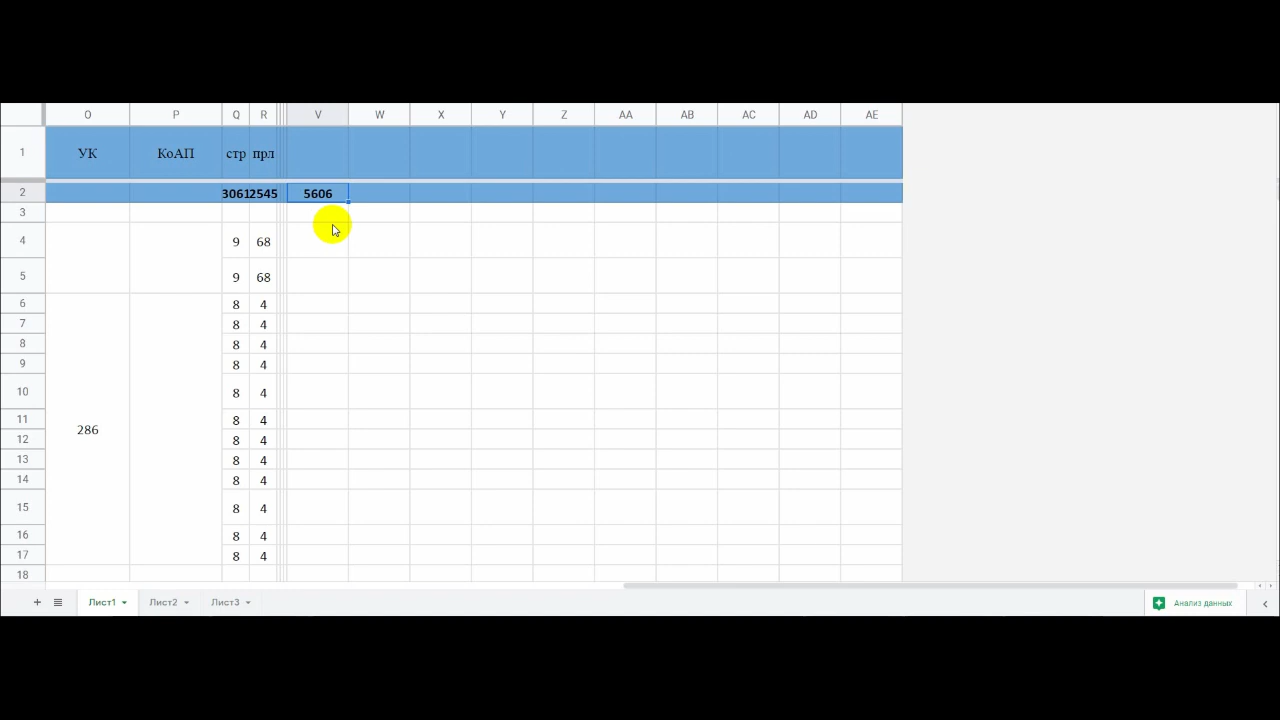 O P Q R V W X Y Z AA AB AC AD AE
1 УК КоАП стр прл
2 3061 2545 5606
3
4 9 68
5 9 68
6 8 4
7 8 4
8 8 4
9 8 4
10 8 4
11 8 4
286
12 8 4
13 8 4
14 8 4
15 8 4
16 8 4
17 8 4
18
+ Лист1 Лист2 Лист3 Анализ данных